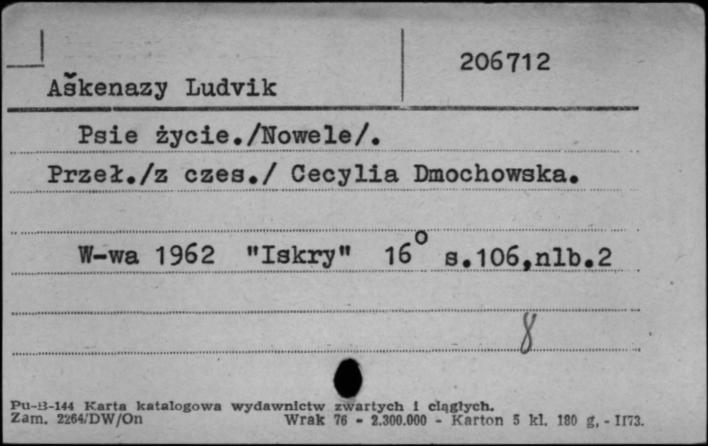 206712
Aškenazy Ludvik
Psie życie./Nowele/.
Przeł./z czes./ Cecylia Dmochowska.
W-wa 1962 "Iskry" 16° s.106,nlb.2
8
Pu-B-144 Karta katalogowa wydawnictw zwartych i ciągłych.
Zam. 2264/DW/On Wrak 76 - 2.300.000 - Karton 5 kl. 180 g, - II73.